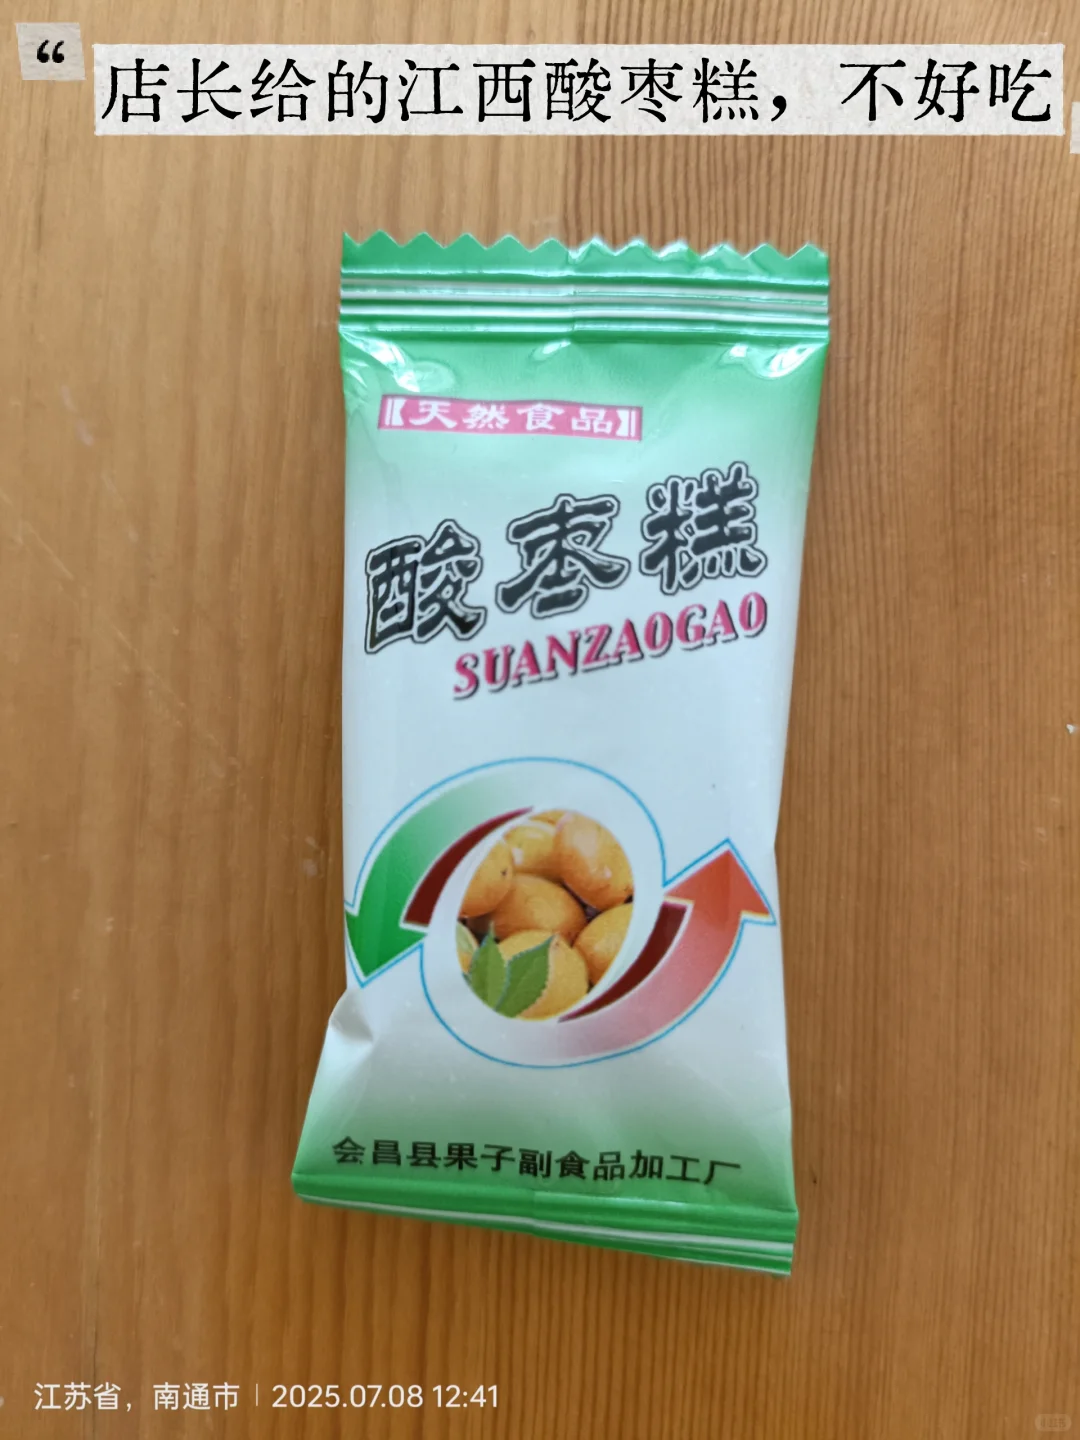 “
店长给的江西酸枣糕，不好吃
【天然食品】
酸枣糕
SUANZAOGAO
会昌县果子副食品加工厂
江苏省，南通市 | 2025.07.08 12:41